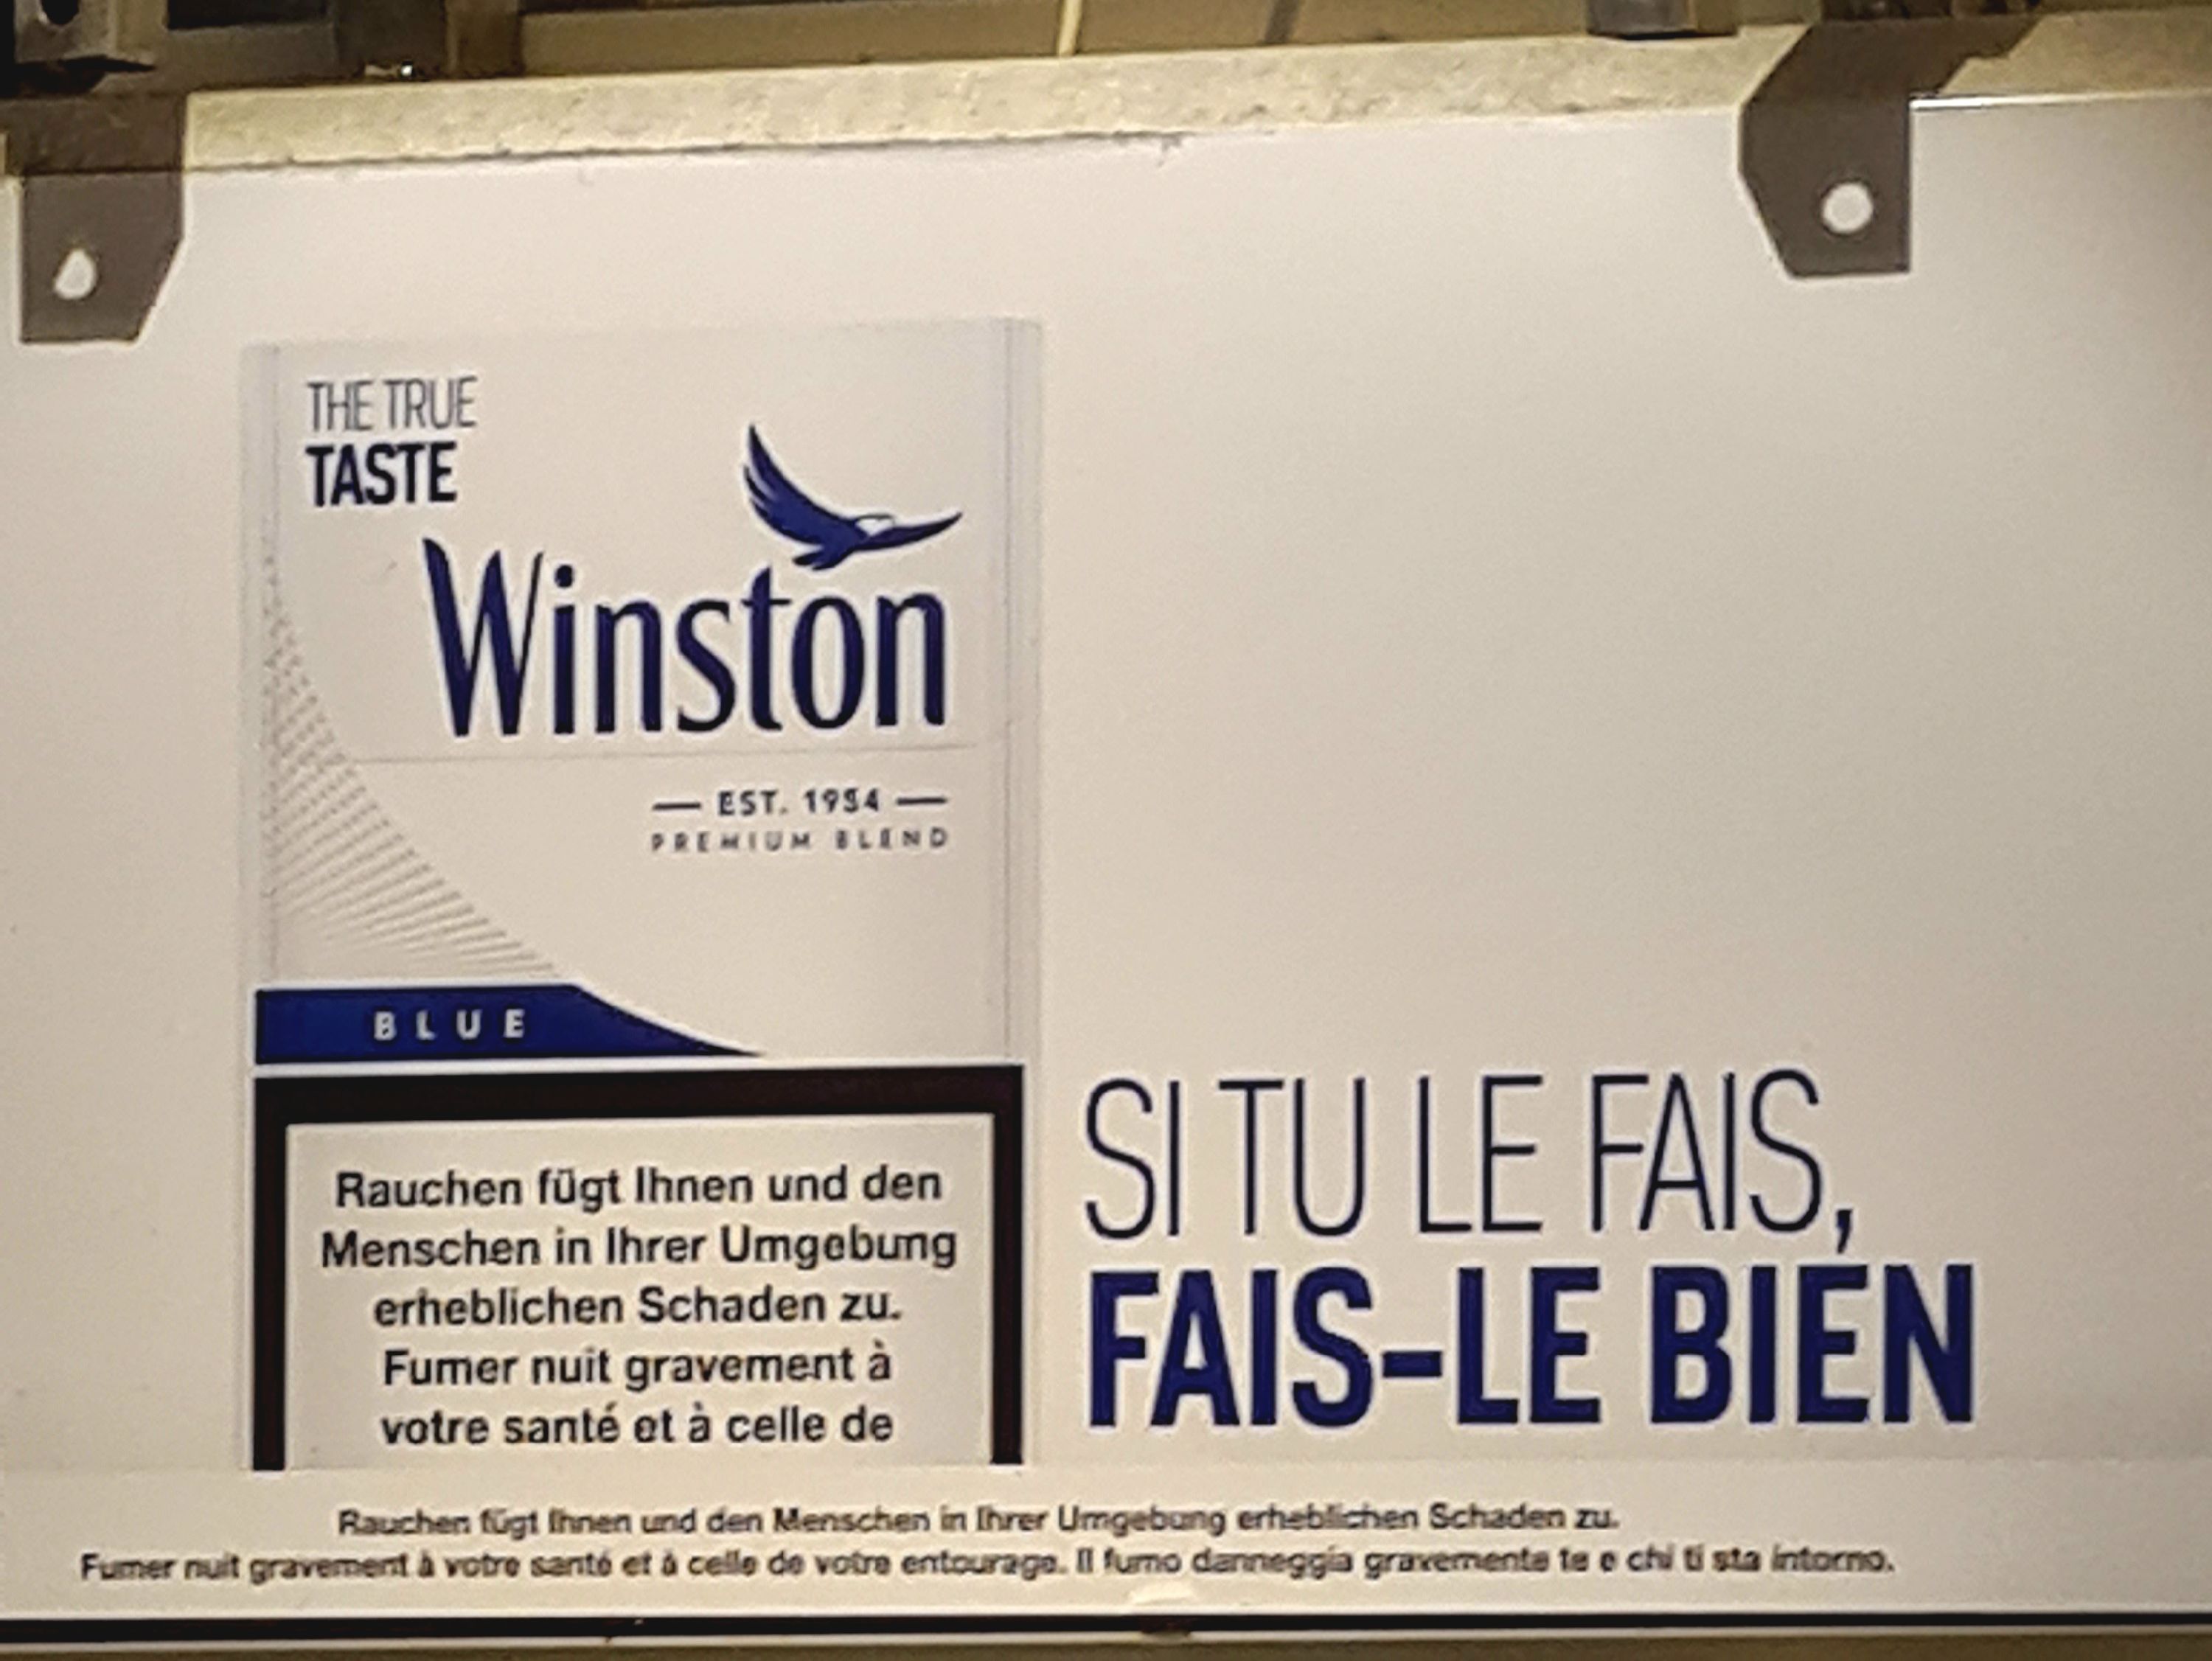 THE TRUE
TASTE
Winston
EST. 1954
PREMIUM BLEND
BLUE
Rauchen fügt Ihnen und den
Menschen in Ihrer Umgebung
erheblichen Schaden zu.
Fumer nuit gravement à
votre santé et à celle de
SI TU LE FAIS,
FAIS-LE BIEN
Rauchen fügt Ihnen und den Menschen in Ihrer Umgebung erheblichen Schaden zu.
Fumer nuit gravement à votre santé et à celle de votre entourage. Il fumo danneggia gravemente te e chi ti sta intorno.